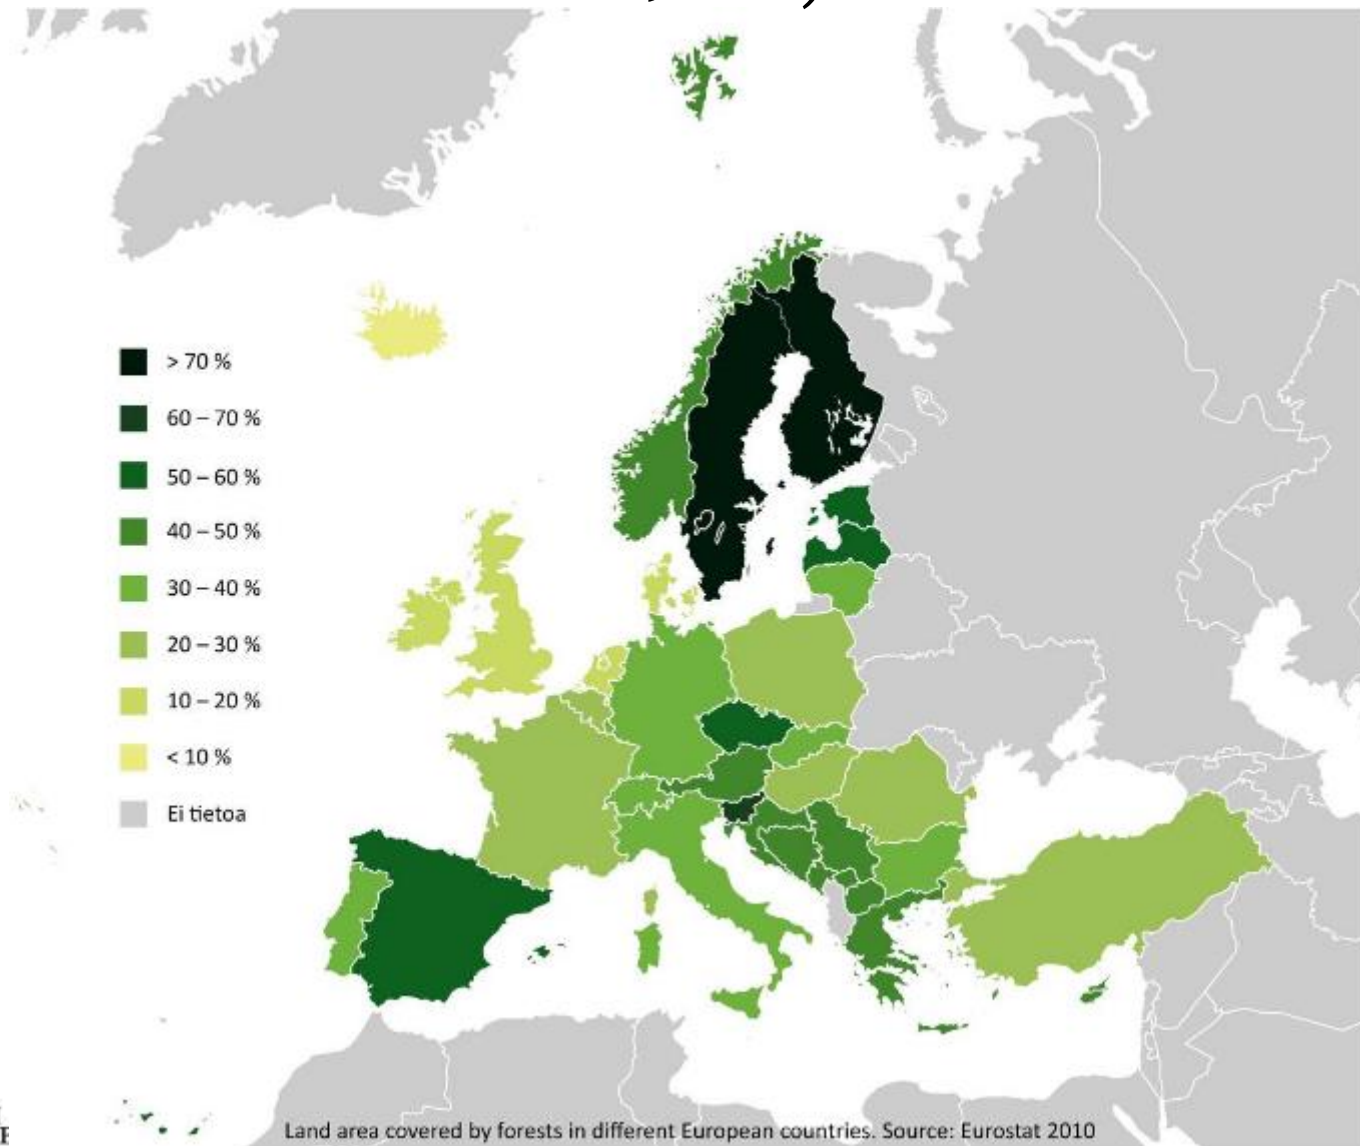 > 70 %
60 – 70 %
50 – 60 %
40 – 50 %
30 – 40 %
20 – 30 %
10 – 20 %
< 10 %
Ei tietoa
Land area covered by forests in different European countries. Source: Eurostat 2010